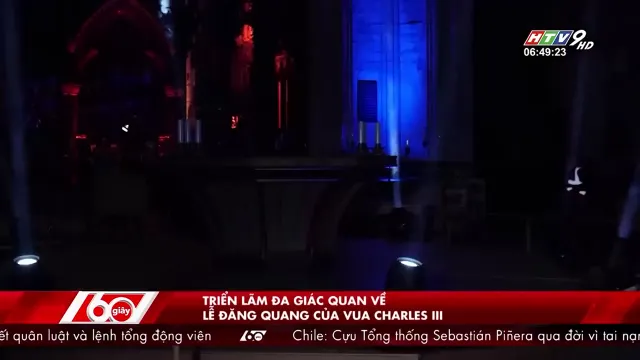 HTV9 HD
06:49:23
60 giây
TRIỂN LÃM ĐA GIÁC QUAN VỀ
LỄ ĐĂNG QUANG CỦA VUA CHARLES III
ết quân luật và lệnh tổng động viên 60 Chile: Cựu Tổng thống Sebastián Piñera qua đời vì tai nạ